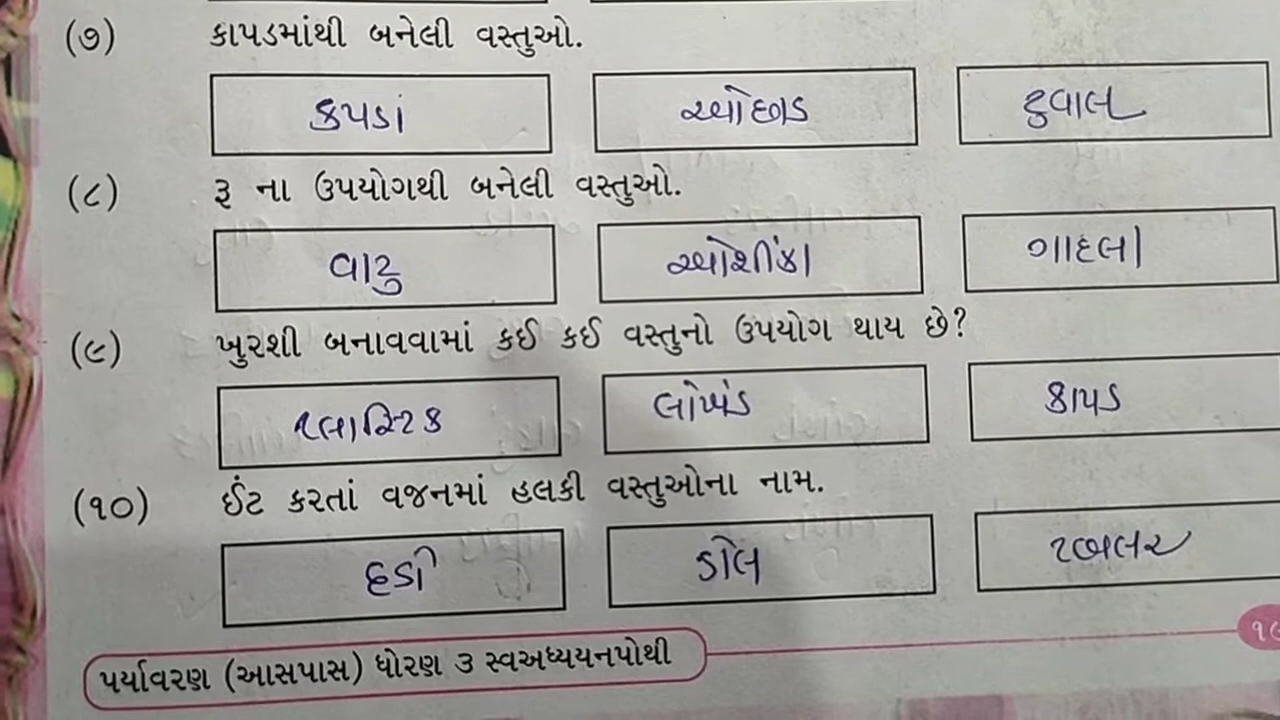 (૭) કાપડમાંથી બનેલી વસ્તુઓ.
કપડાં ઓછાડ ટુવાલ
(૮) રૂ ના ઉપયોગથી બનેલી વસ્તુઓ.
વાટુ ઓશીંકા ગાદલા
(૯) ખુરશી બનાવવામાં કઈ કઈ વસ્તુનો ઉપયોગ થાય છે?
પ્લાસ્ટિક લોખંડ કાપડ
(૧૦) ઈંટ કરતાં વજનમાં હલકી વસ્તુઓના નામ.
દડો ડોલ
પર્યાવરણ (આસપાસ) ધોરણ ૩ સ્વઅધ્યયનપોથી